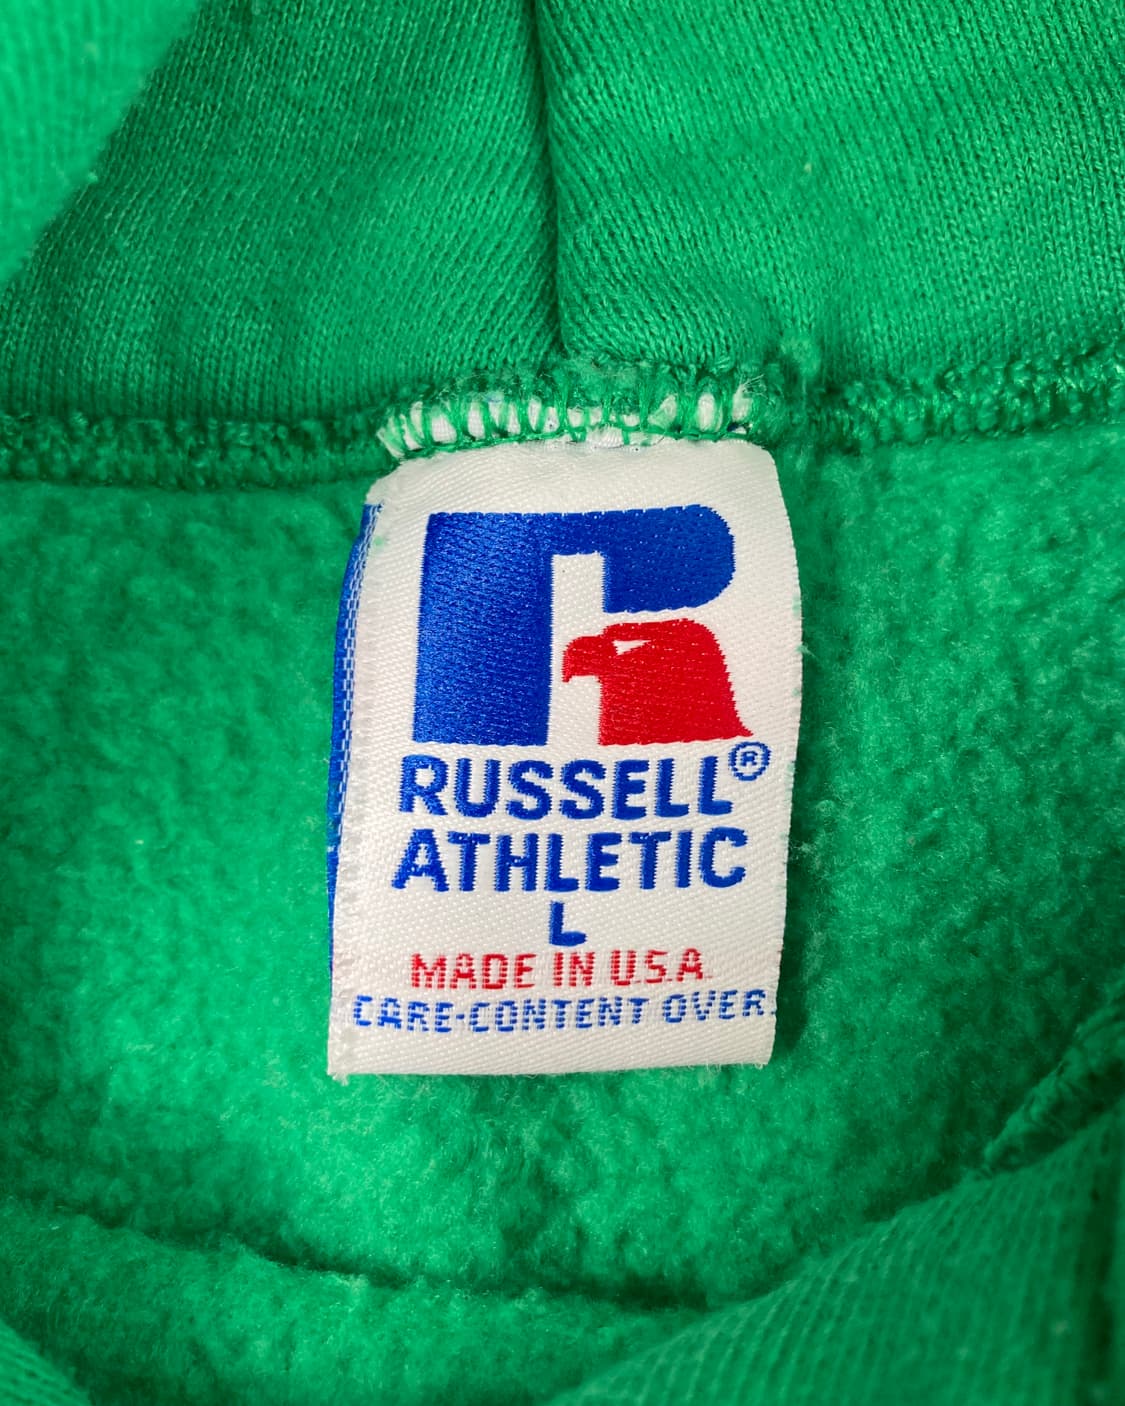 RUSSELL®
ATHLETIC
L
MADE IN U.S.A.
CARE-CONTENT OVER